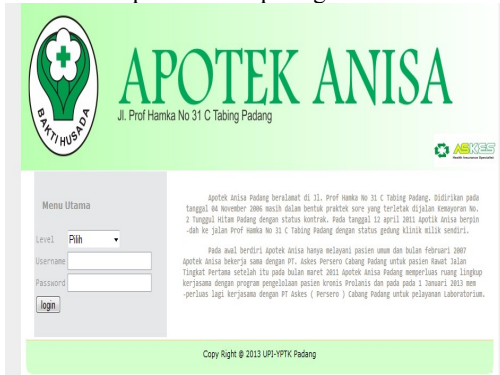 APOTEK ANISA
Jl. Prof Hamka No 31 C Tabing Padang
BAKTI HUSADA
ASKES
Health Insurance Specialist
Menu Utama
Level Pilih
Username
Password
login
Apotek Anisa Padang beralamat di Jl. Prof Hamka No 31 C Tabing Padang. Didirikan pada
tanggal 04 November 2006 masih dalam bentuk praktek sore yang terletak dijalan Kemayoran No.
2 Tunggul Hitam Padang dengan status kontrak. Pada tanggal 12 april 2011 Apotik Anisa berpin
-dah ke jalan Prof Hamka No 31 C Tabing Padang dengan status gedung klinik milik sendiri.
Pada awal berdiri Apotek Anisa hanya melayani pasien umum dan bulan februari 2007
Apotek Anisa bekerja sama dengan PT. Askes Persero Cabang Padang untuk pasien Rawat Jalan
Tingkat Pertama setelah itu pada bulan maret 2011 Apotek Anisa Padang memperluas ruang lingkup
kerjasama dengan program pengelolaan pasien kronis Prolanis dan pada pada 1 Januari 2013 mem
-perluas lagi kerjasama dengan PT Askes ( Persero ) Cabang Padang untuk pelayanan Laboratorium.
Copy Right @ 2013 UPI-YPTK Padang